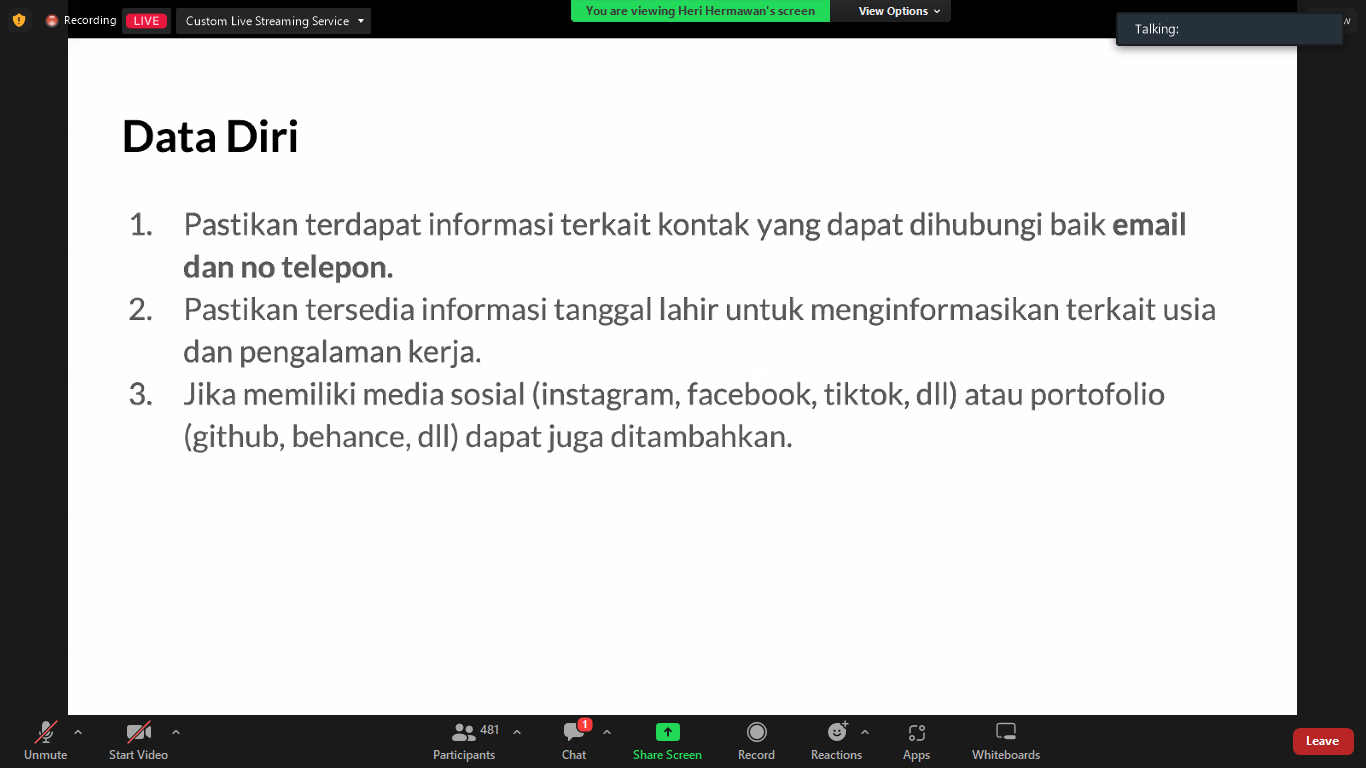 Recording
LIVE
Custom Live Streaming Service
You are viewing Heri Hermawan's screen
View Options
Talking:
Data Diri
1. Pastikan terdapat informasi terkait kontak yang dapat dihubungi baik email
dan no telepon.
2. Pastikan tersedia informasi tanggal lahir untuk menginformasikan terkait usia
dan pengalaman kerja.
3. Jika memiliki media sosial (instagram, facebook, tiktok, dll) atau portofolio
(github, behance, dll) dapat juga ditambahkan.
Unmute
Start Video
481
Participants
1
Chat
Share Screen
Record
Reactions
Apps
Whiteboards
Leave